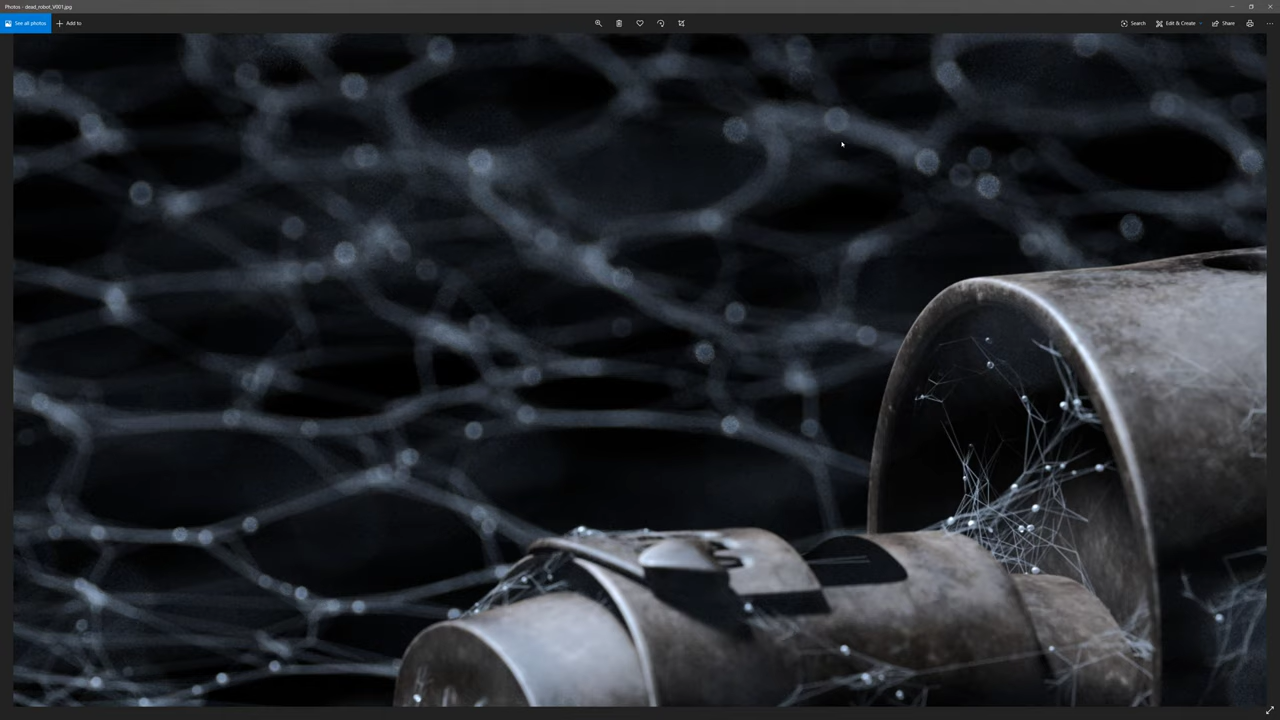 Photos - dead_robot_V001.jpg
See all photos
Add to
Search
Edit & Create
Share